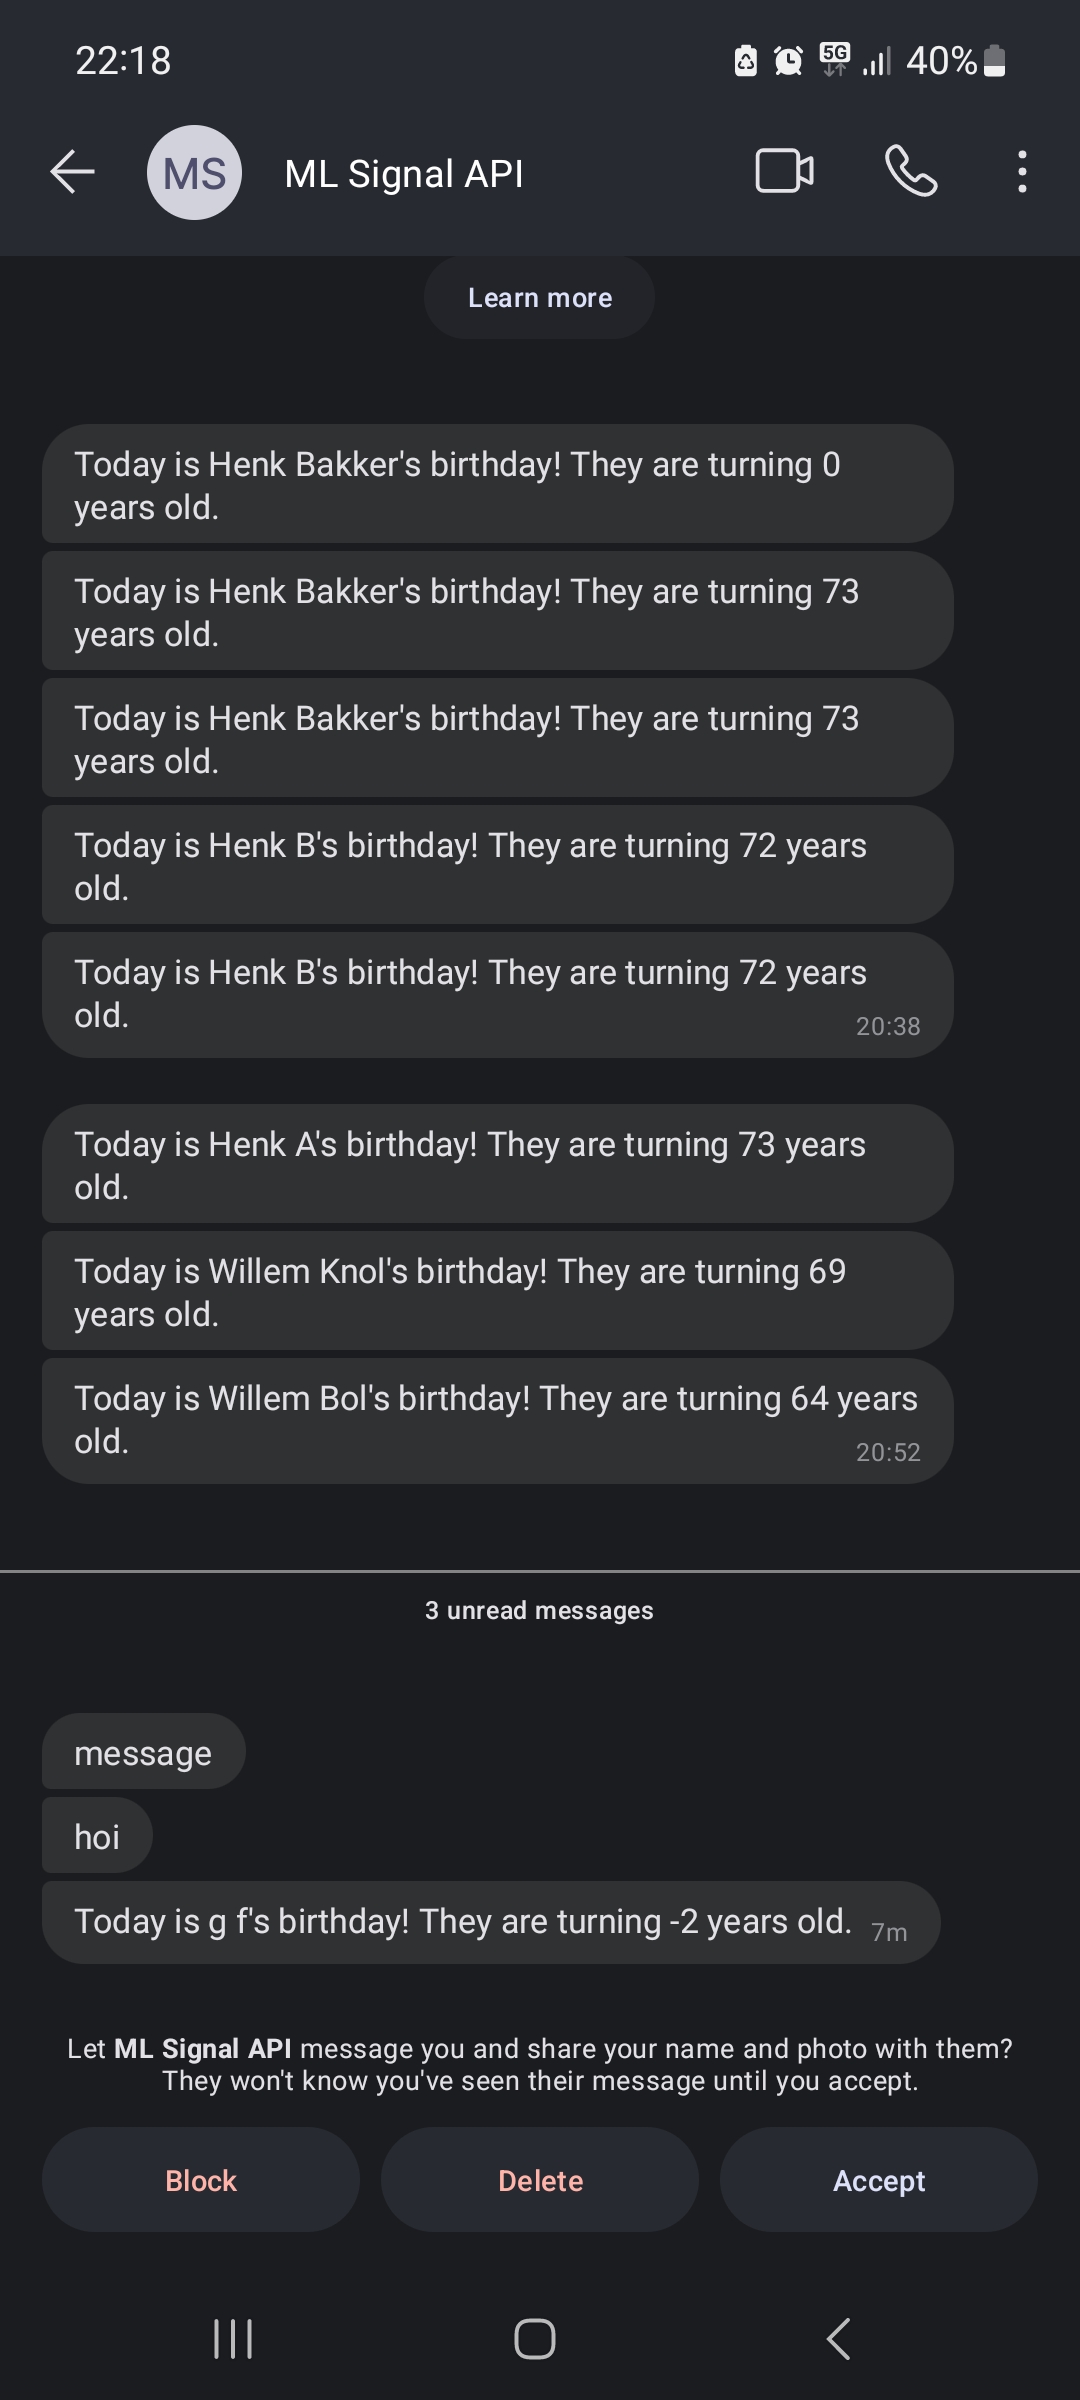 22:18
5G
40%
MS
ML Signal API
Learn more
Today is Henk Bakker's birthday! They are turning 0
years old.
Today is Henk Bakker's birthday! They are turning 73
years old.
Today is Henk Bakker's birthday! They are turning 73
years old.
Today is Henk B's birthday! They are turning 72 years
old.
Today is Henk B's birthday! They are turning 72 years
old.
20:38
Today is Henk A's birthday! They are turning 73 years
old.
Today is Willem Knol's birthday! They are turning 69
years old.
Today is Willem Bol's birthday! They are turning 64 years
old.
20:52
3 unread messages
message
hoi
Today is g f's birthday! They are turning -2 years old. 7m
Let ML Signal API message you and share your name and photo with them?
They won't know you've seen their message until you accept.
Block
Delete
Accept